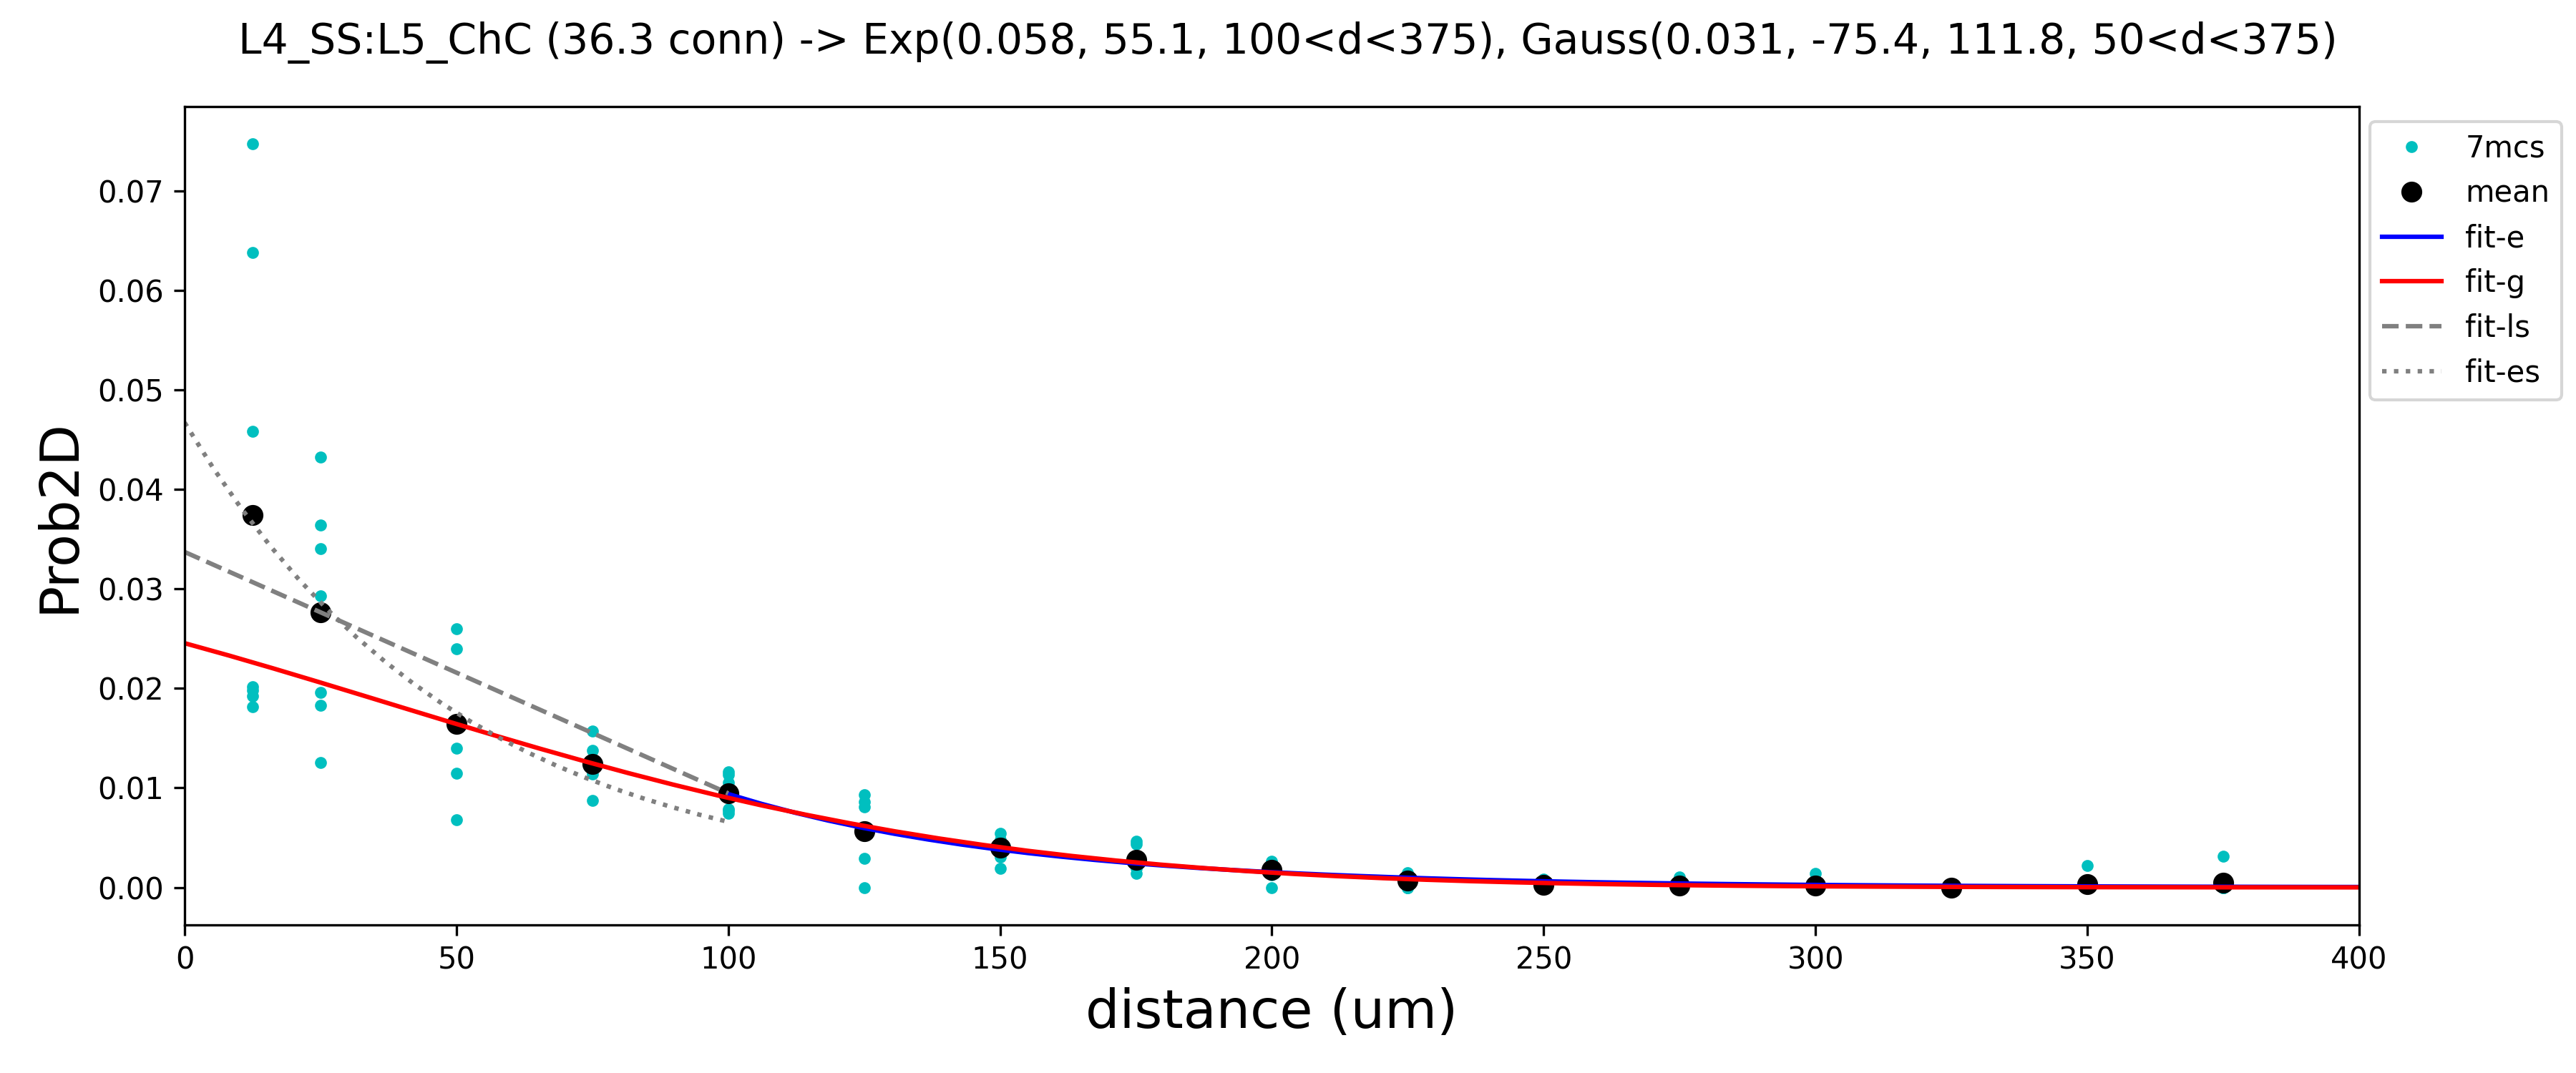 L4_SS:L5_ChC (36.3 conn) -> Exp(0.058, 55.1, 100<d<375), Gauss(0.031, -75.4, 111.8, 50<d<375)
7mcs
mean
fit-e
fit-g
fit-ls
fit-es
Prob2D
0.07
0.06
0.05
0.04
0.03
0.02
0.01
0.00
0 50 100 150 200 250 300 350 400
distance (um)